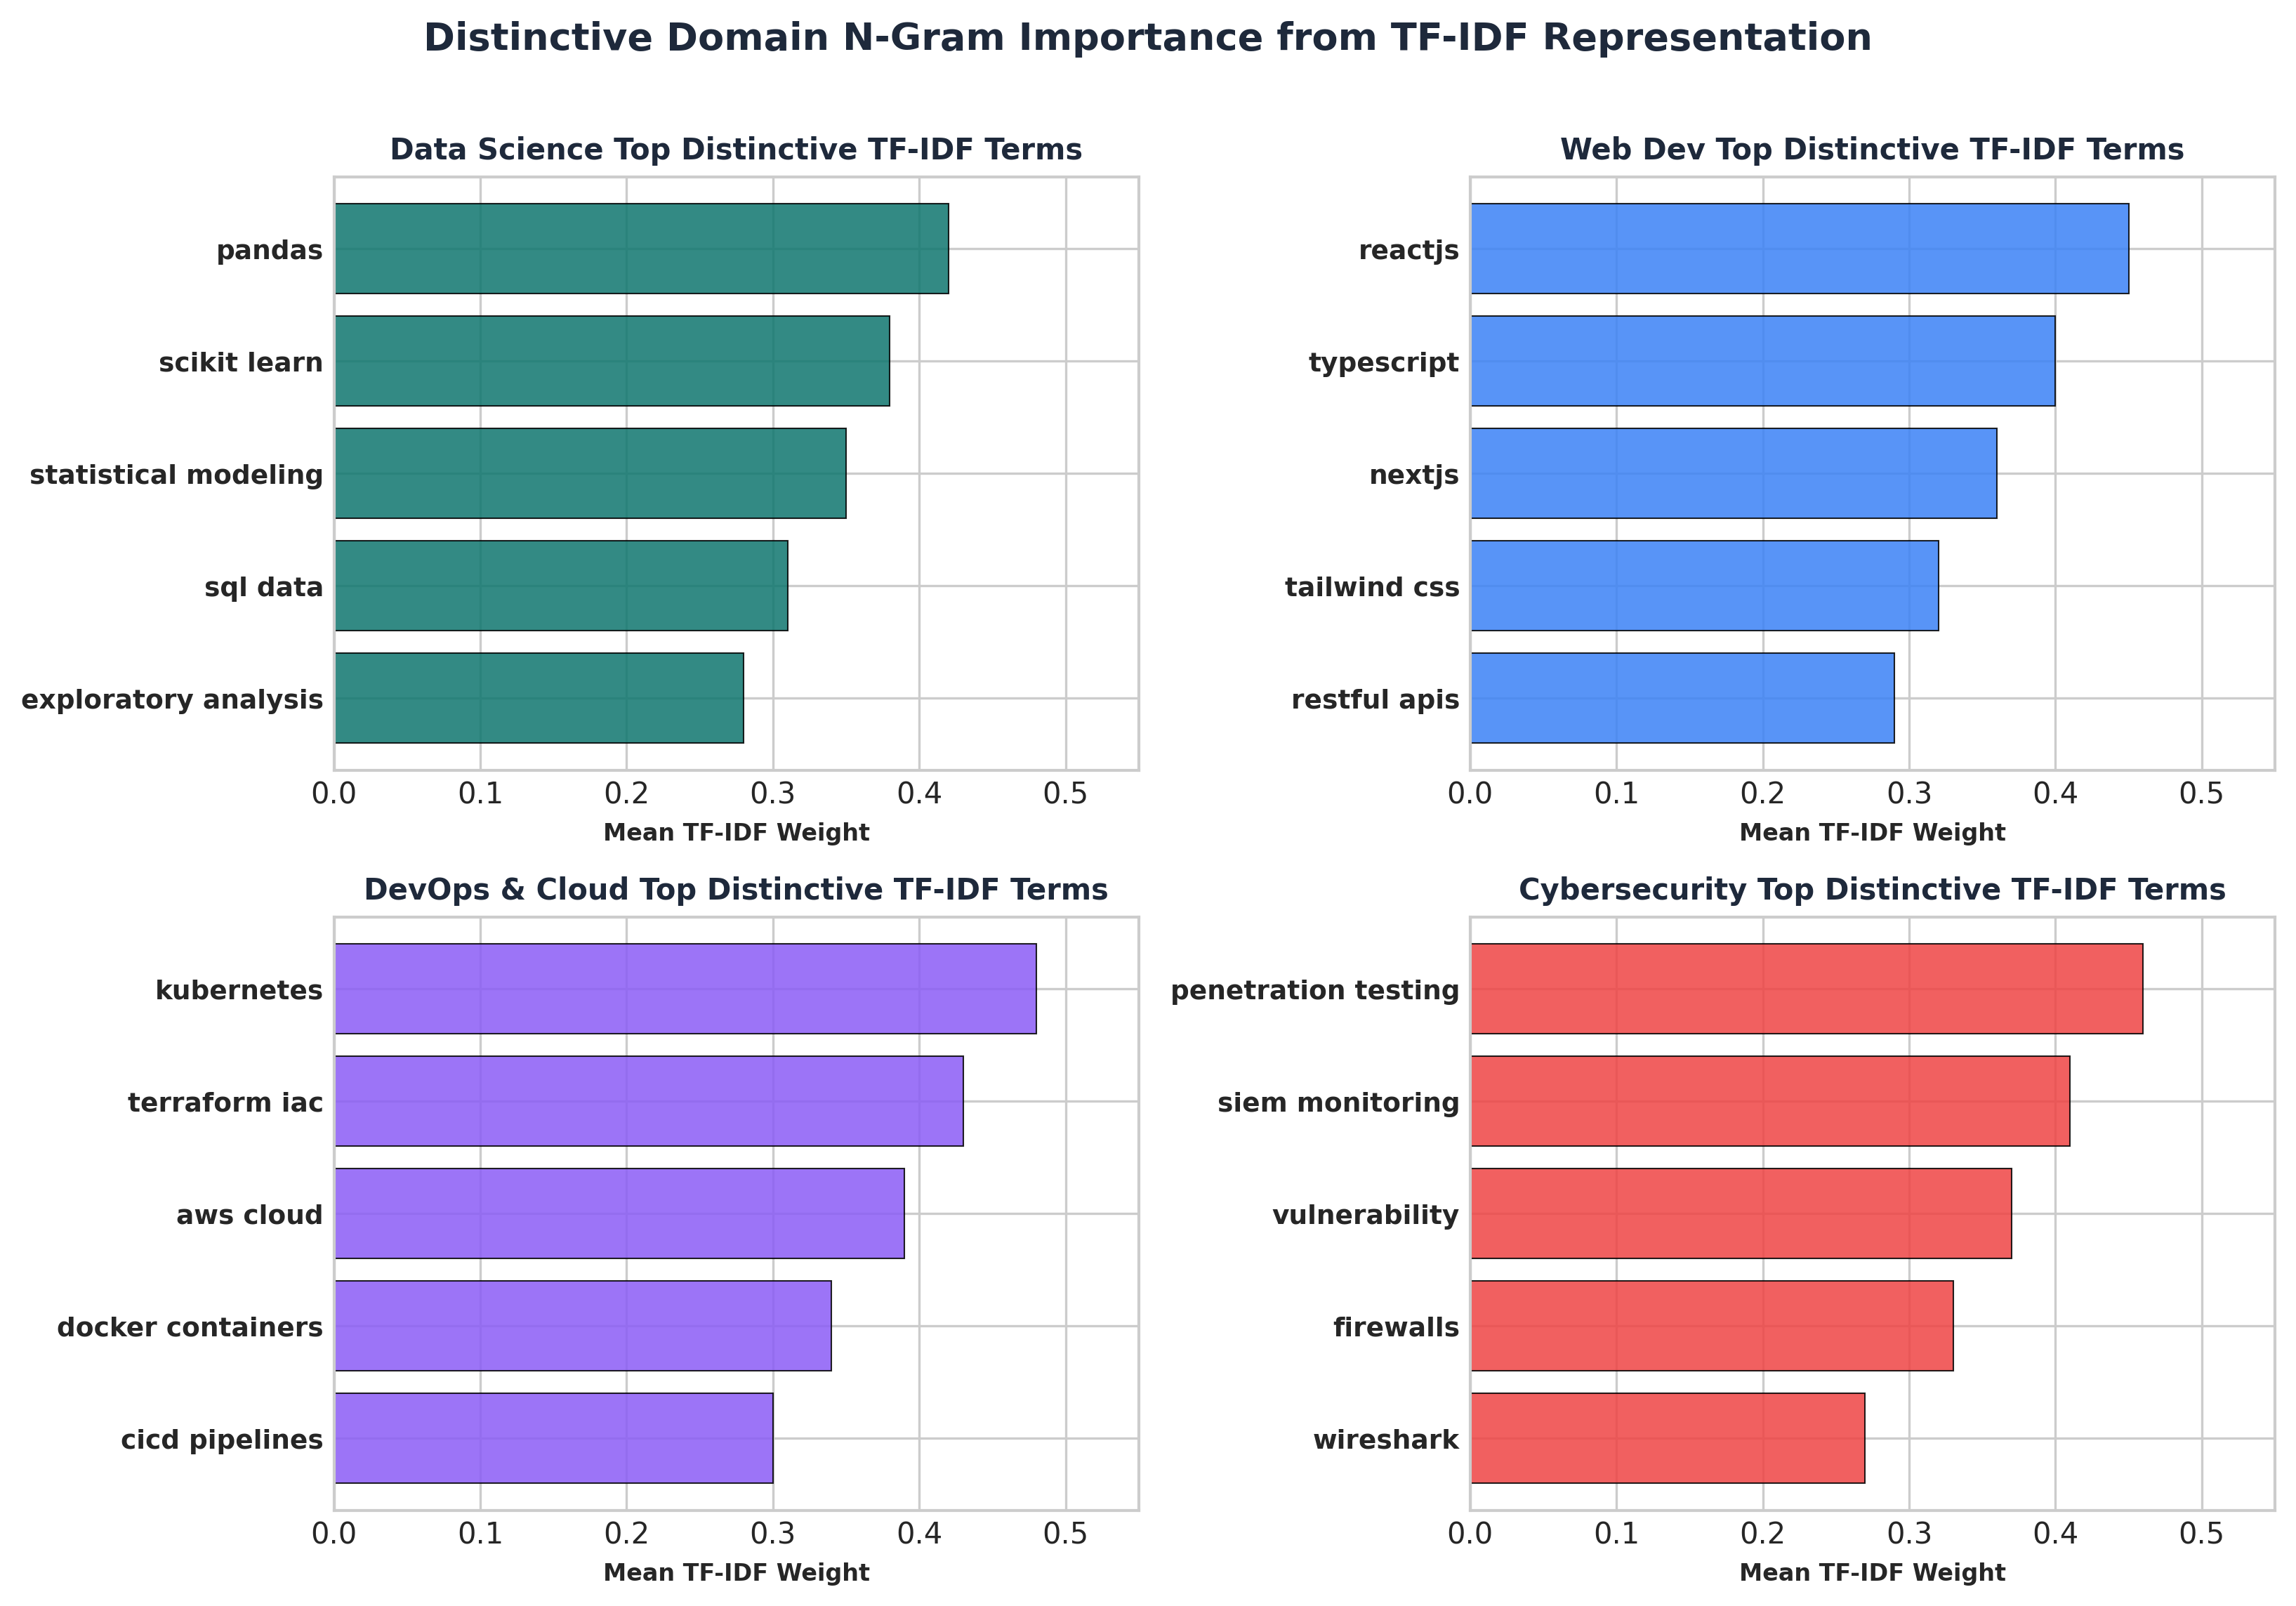 Distinctive Domain N-Gram Importance from TF-IDF Representation
Data Science Top Distinctive TF-IDF Terms
pandas
scikit learn
statistical modeling
sql data
exploratory analysis
0.0 0.1 0.2 0.3 0.4 0.5
Mean TF-IDF Weight
Web Dev Top Distinctive TF-IDF Terms
reactjs
typescript
nextjs
tailwind css
restful apis
0.0 0.1 0.2 0.3 0.4 0.5
Mean TF-IDF Weight
DevOps & Cloud Top Distinctive TF-IDF Terms
kubernetes
terraform iac
aws cloud
docker containers
cicd pipelines
0.0 0.1 0.2 0.3 0.4 0.5
Mean TF-IDF Weight
Cybersecurity Top Distinctive TF-IDF Terms
penetration testing
siem monitoring
vulnerability
firewalls
wireshark
0.0 0.1 0.2 0.3 0.4 0.5
Mean TF-IDF Weight